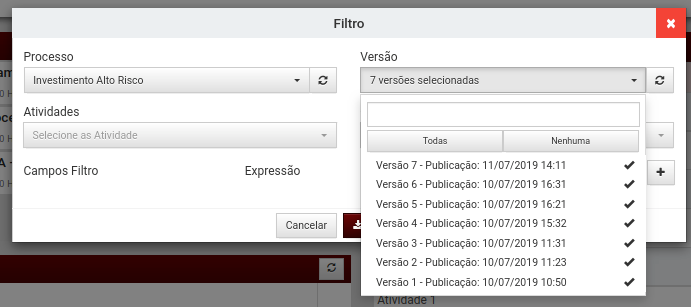 Filtro
Processo
Versão
Investimento Alto Risco
7 versões selecionadas
Atividades
Selecione as Atividade
Todas
Nenhuma
Campos Filtro
Expressão
Versão 7 - Publicação: 11/07/2019 14:11
Versão 6 - Publicação: 10/07/2019 16:31
Versão 5 - Publicação: 10/07/2019 16:21
Versão 4 - Publicação: 10/07/2019 15:32
Versão 3 - Publicação: 10/07/2019 11:31
Versão 2 - Publicação: 10/07/2019 11:23
Versão 1 - Publicação: 10/07/2019 10:50
Cancelar
Atividade 1